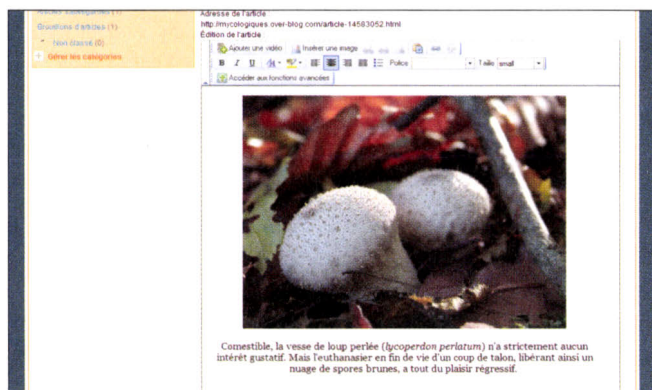 Adresse de l'article
http://mycologiques.over-blog.com/article-14583052.html
Édition de l'article
Brouillons d'articles (1)
Non classé (0)
Gérer les catégories
Ajouter une vidéo Insérer une image
B I U Police Taille small
Accéder aux fonctions avancées
Comestible, la vesse de loup perlée (lycoperdon perlatum) n'a strictement aucun
intérêt gustatif. Mais l'euthanasier en fin de vie d'un coup de talon, libérant ainsi un
nuage de spores brunes, a tout du plaisir régressif.